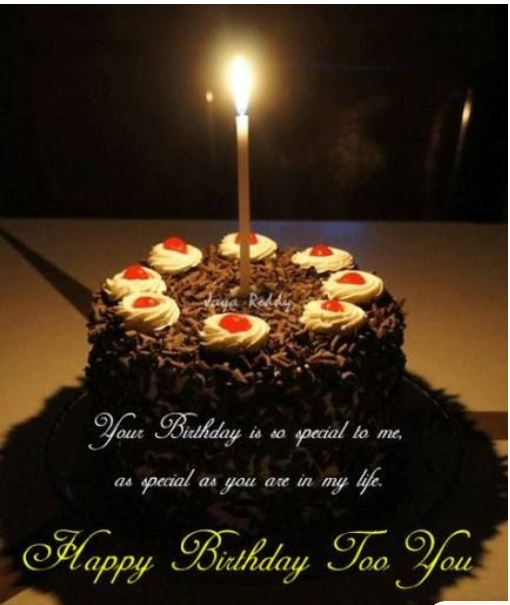 Jaya Reddy
Your Birthday is so special to me,
as special as you are in my life.
Happy Birthday Too You